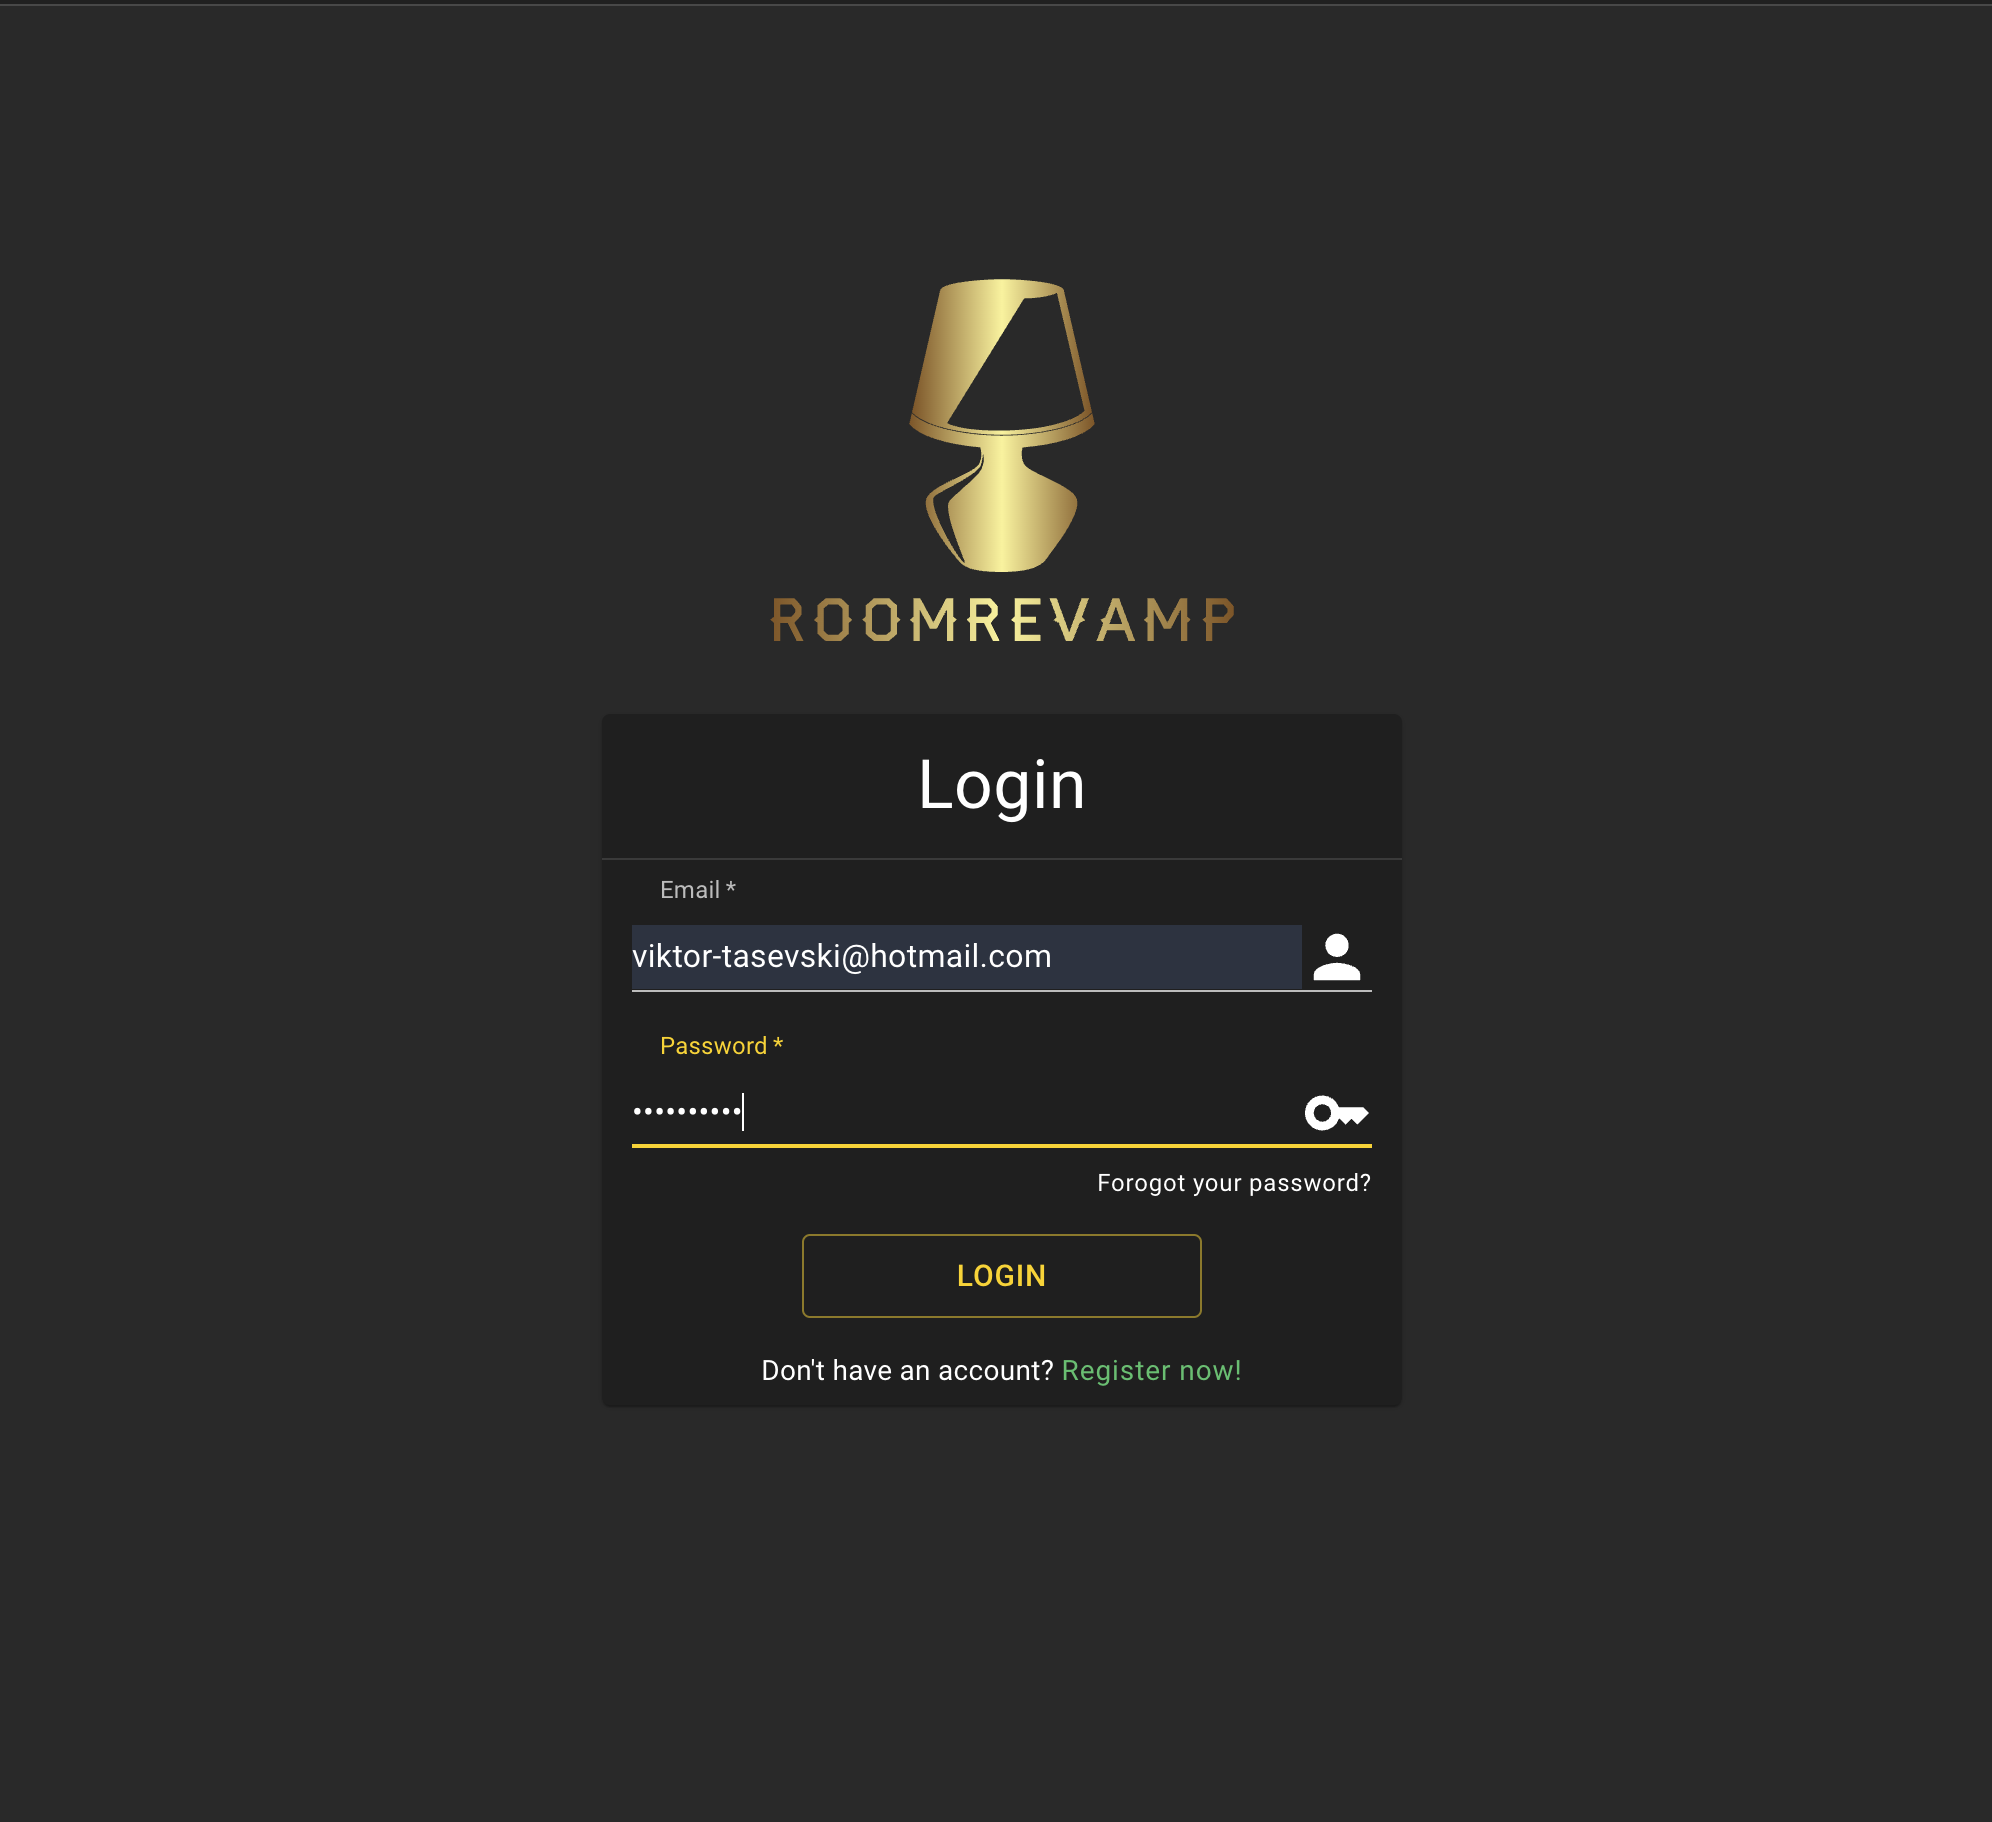 ROOMREVAMP
Login
Email *
viktor-tasevski@hotmail.com
Password *
••••••••••
Forogot your password?
LOGIN
Don't have an account? Register now!